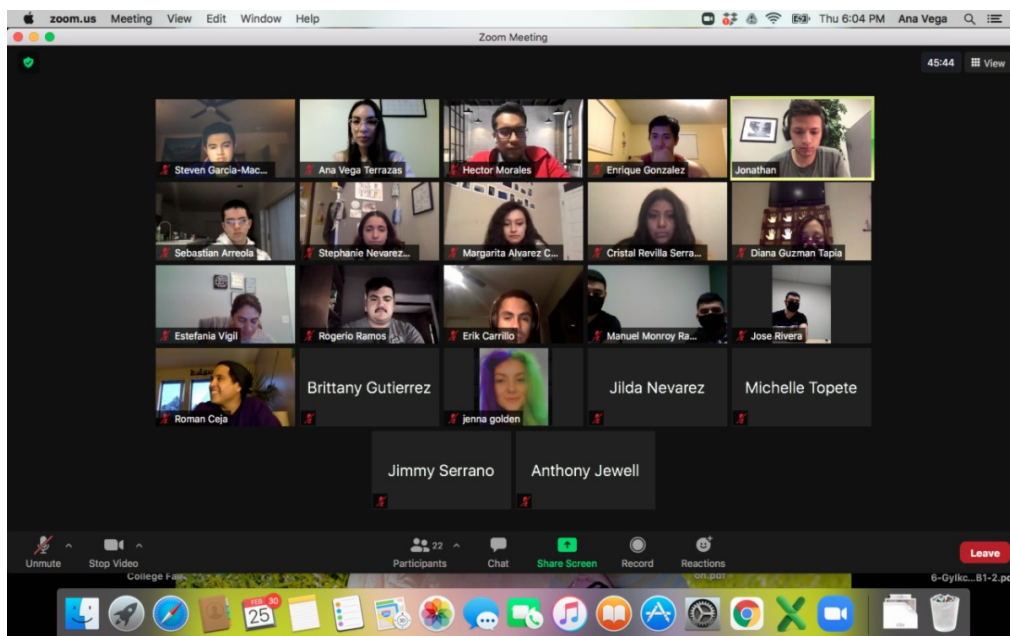 zoom.us Meeting View Edit Window Help Thu 6:04 PM Ana Vega
Zoom Meeting
45:44 View
Steven Garcia-Mac... Ana Vega Terrazas Hector Morales Enrique Gonzalez Jonathan
Sebastian Arreola Stephanie Nevarez... Margarita Alvarez C... Cristal Revilla Serra... Diana Guzman Tapia
Estefania Vigil Rogerio Ramos Erik Carrillo Manuel Monroy Ra... Jose Rivera
Roman Ceja Brittany Gutierrez jenna golden Jilda Nevarez Michelle Topete
Jimmy Serrano Anthony Jewell
22
Unmute Stop Video Participants Chat Share Screen Record Reactions Leave
College Fair on.pdf 6-Gylkc...B1-2.pd
FEB 30
25